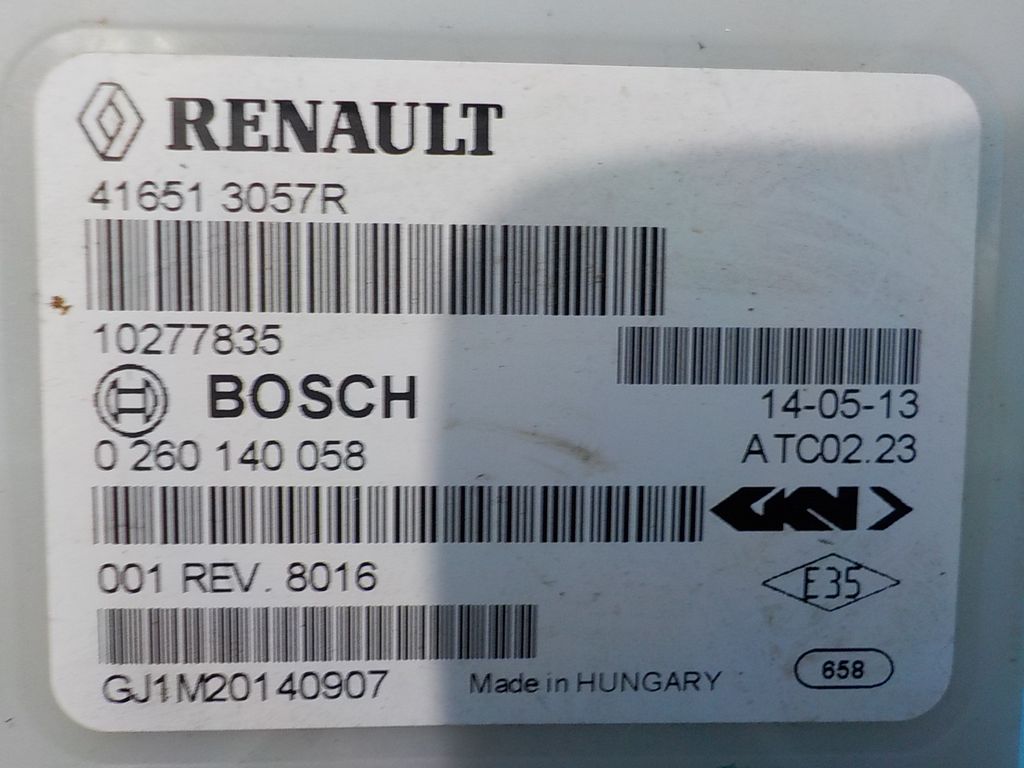 RENAULT
41651 3057R
10277835
BOSCH
14-05-13
0 260 140 058
ATC02.23
GKN
001 REV. 8016
E35
GJ1M20140907
Made in HUNGARY
658